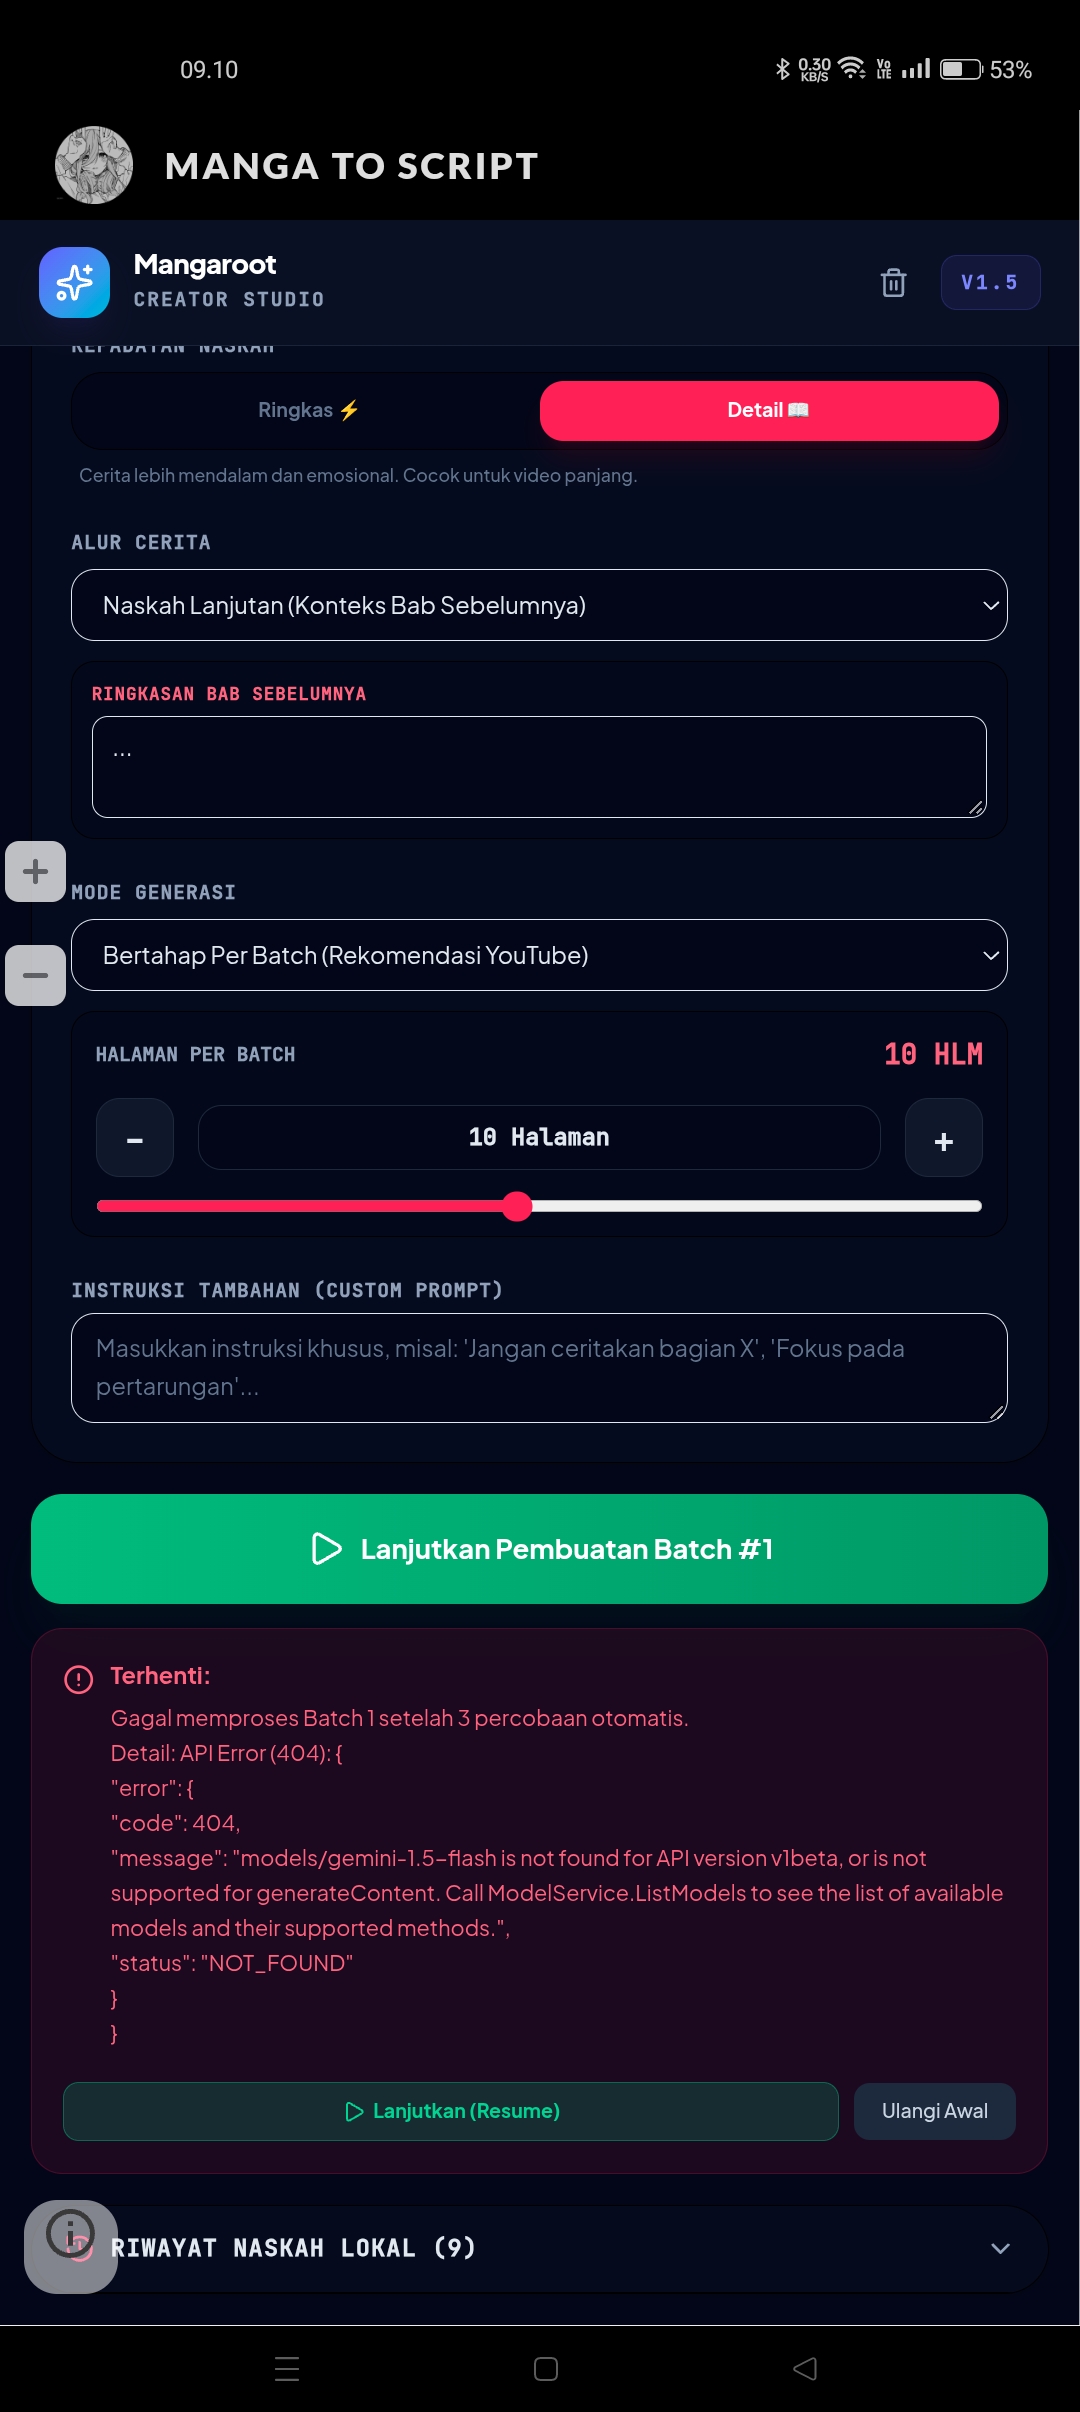 09.10
0.30 KB/S
Vo LTE
53%
MANGA TO SCRIPT
Mangaroot
CREATOR STUDIO
V1.5
KEPADATAN NASKAH
Ringkas ⚡
Detail 📖
Cerita lebih mendalam dan emosional. Cocok untuk video panjang.
ALUR CERITA
Naskah Lanjutan (Konteks Bab Sebelumnya)
RINGKASAN BAB SEBELUMNYA
...
MODE GENERASI
Bertahap Per Batch (Rekomendasi YouTube)
HALAMAN PER BATCH
10 HLM
-
10 Halaman
+
INSTRUKSI TAMBAHAN (CUSTOM PROMPT)
Masukkan instruksi khusus, misal: 'Jangan ceritakan bagian X', 'Fokus pada
pertarungan'...
Lanjutkan Pembuatan Batch #1
Terhenti:
Gagal memproses Batch 1 setelah 3 percobaan otomatis.
Detail: API Error (404): {
"error": {
"code": 404,
"message": "models/gemini-1.5-flash is not found for API version v1beta, or is not
supported for generateContent. Call ModelService.ListModels to see the list of available
models and their supported methods.",
"status": "NOT_FOUND"
}
}
Lanjutkan (Resume)
Ulangi Awal
RIWAYAT NASKAH LOKAL (9)